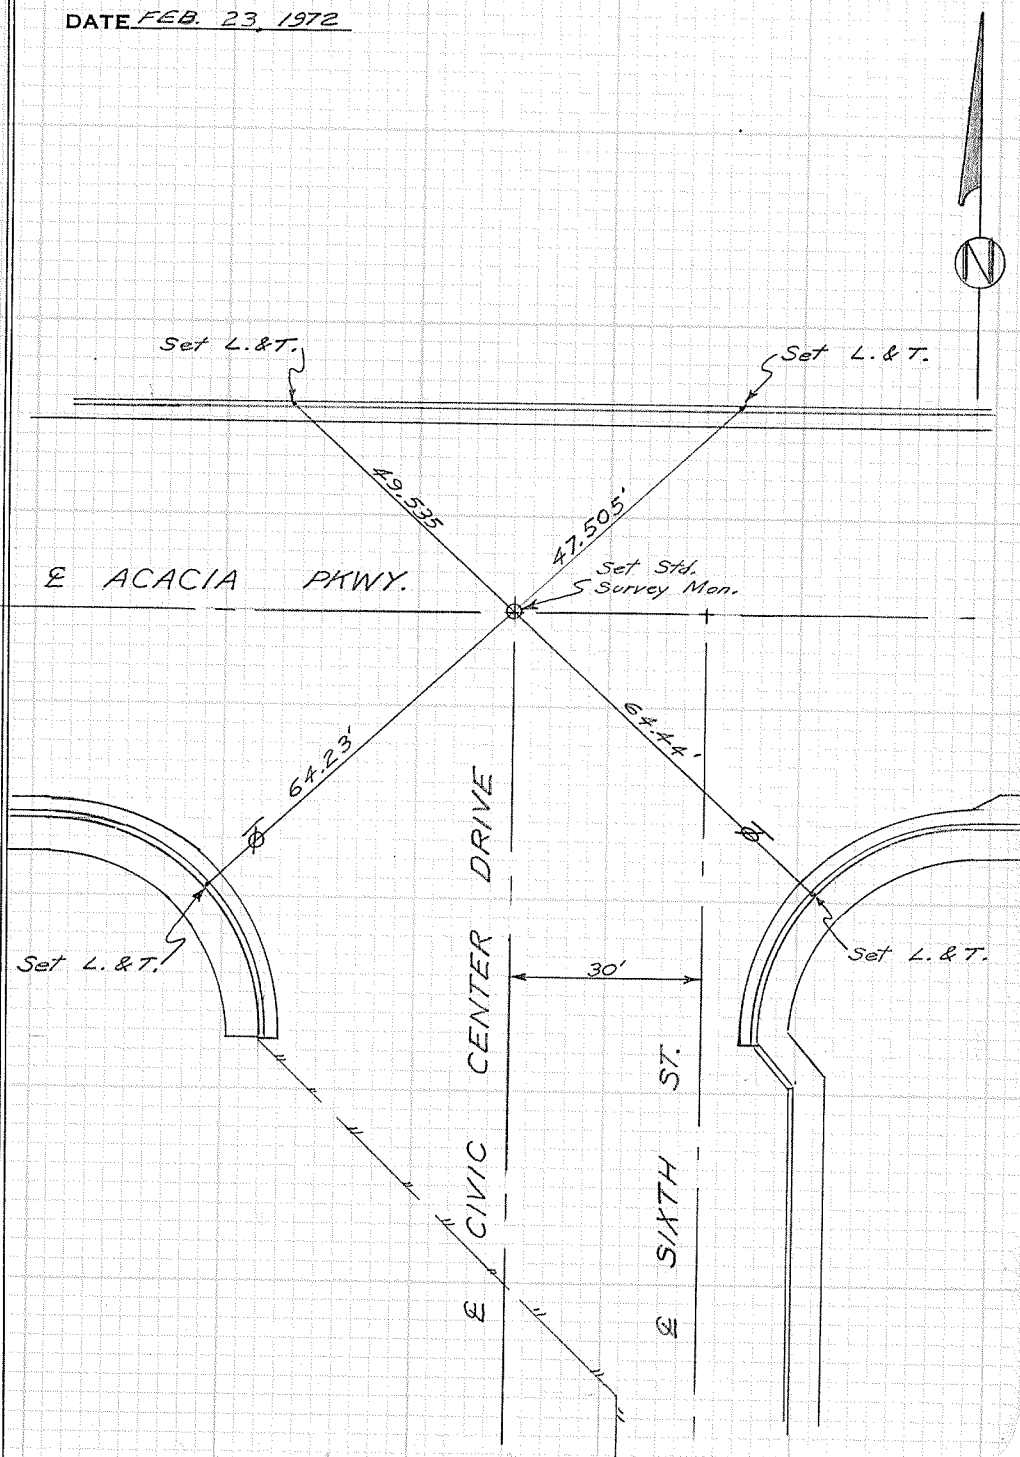 DATE FEB. 23, 1972
N
Set L.&T.
Set L.&T.
49.535
47.505'
℄ ACACIA PKWY.
Set Std.
Survey Mon.
64.23'
64.44'
Set L.&T.
Set L.&T.
30'
℄ CIVIC CENTER DRIVE
℄ SIXTH ST.